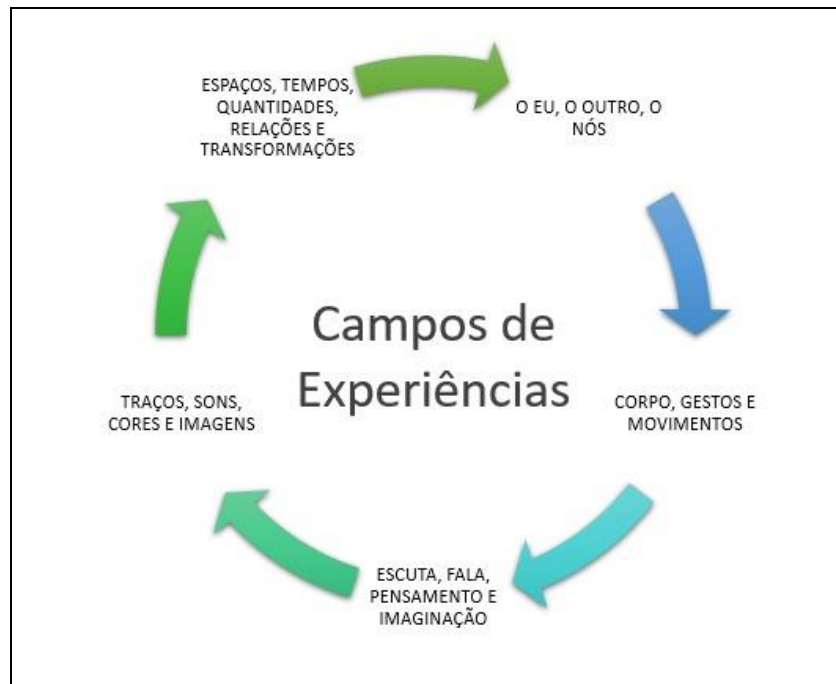 ESPAÇOS, TEMPOS,
QUANTIDADES,
RELAÇÕES E
TRANSFORMAÇÕES
O EU, O OUTRO, O
NÓS
Campos de
Experiências
TRAÇOS, SONS,
CORES E IMAGENS
CORPO, GESTOS E
MOVIMENTOS
ESCUTA, FALA,
PENSAMENTO E
IMAGINAÇÃO